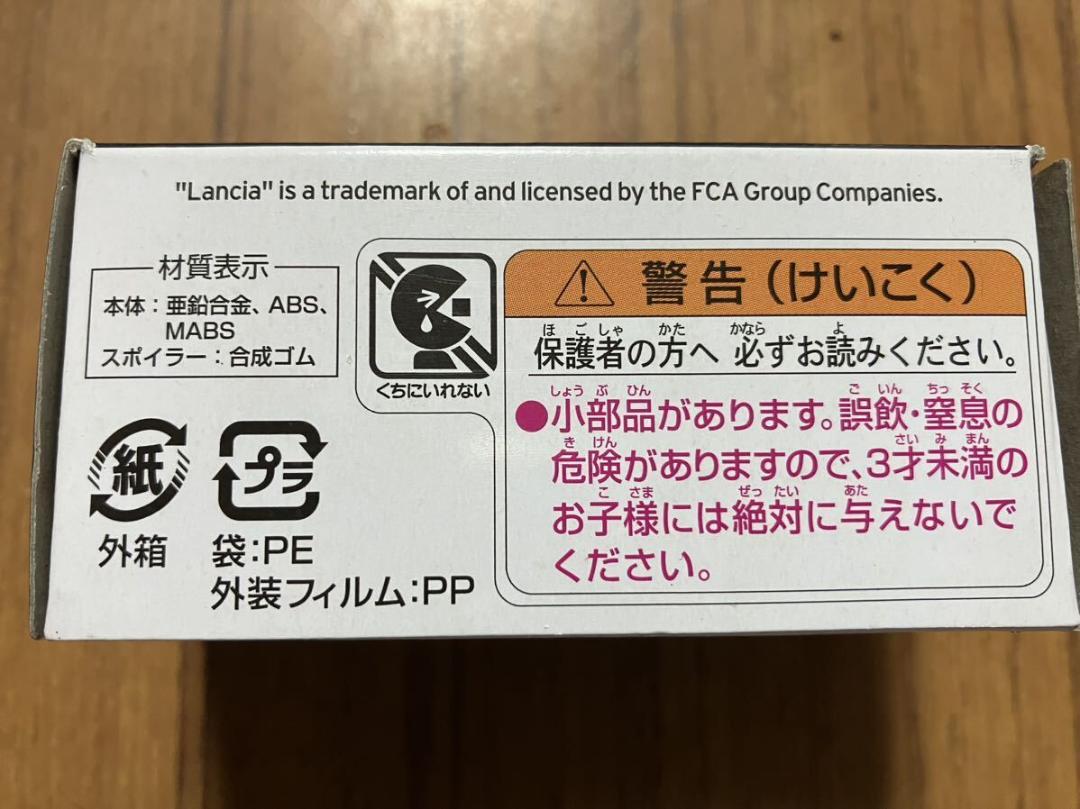 "Lancia" is a trademark of and licensed by the FCA Group Companies.
材質表示
本体：亜鉛合金、ABS、
MABS
スポイラー：合成ゴム
くちにいれない
紙
外箱
プラ
袋：PE
外装フィルム：PP
警告（けいこく）
ほごしゃ かた かなら よ
保護者の方へ 必ずお読みください。
しょうぶひん ごいん ちっそく
●小部品があります。誤飲・窒息の
きけん さいみまん
危険がありますので、3才未満の
こさま ぜったい あた
お子様には絶対に与えないで
ください。